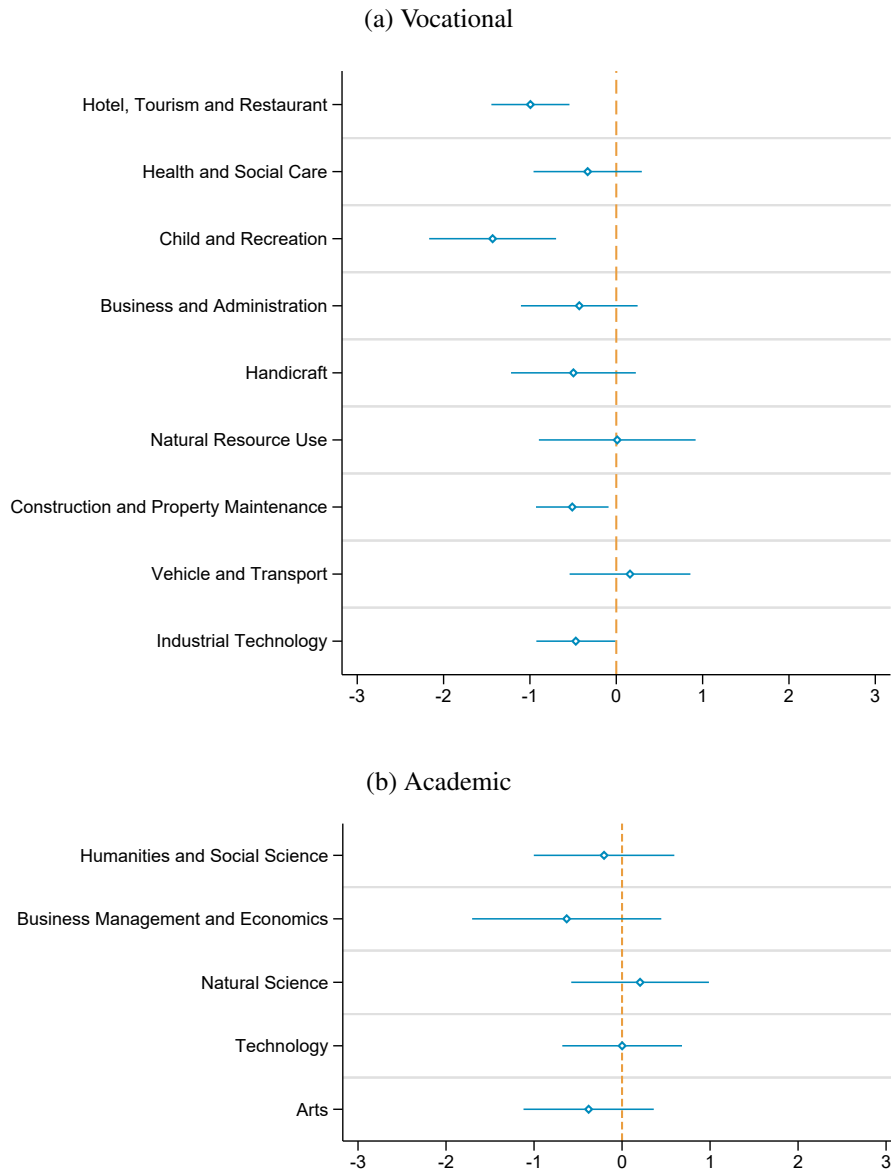 (a) Vocational
Hotel, Tourism and Restaurant
Health and Social Care
Child and Recreation
Business and Administration
Handicraft
Natural Resource Use
Construction and Property Maintenance
Vehicle and Transport
Industrial Technology
-3 -2 -1 0 1 2 3
(b) Academic
Humanities and Social Science
Business Management and Economics
Natural Science
Technology
Arts
-3 -2 -1 0 1 2 3